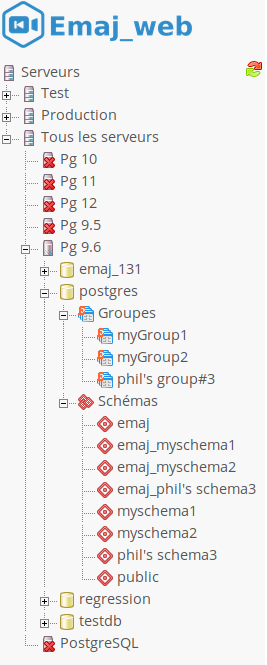 Emaj_web
Serveurs
Test
Production
Tous les serveurs
Pg 10
Pg 11
Pg 12
Pg 9.5
Pg 9.6
emaj_131
postgres
Groupes
myGroup1
myGroup2
phil's group#3
Schémas
emaj
emaj_myschema1
emaj_myschema2
emaj_phil's schema3
myschema1
myschema2
phil's schema3
public
regression
testdb
PostgreSQL